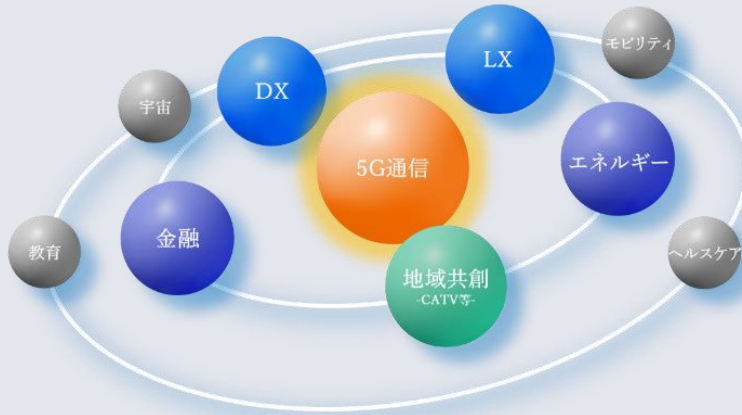 モビリティ
LX
DX
宇宙
5G通信
エネルギー
金融
教育
ヘルスケア
地域共創
-CATV等-